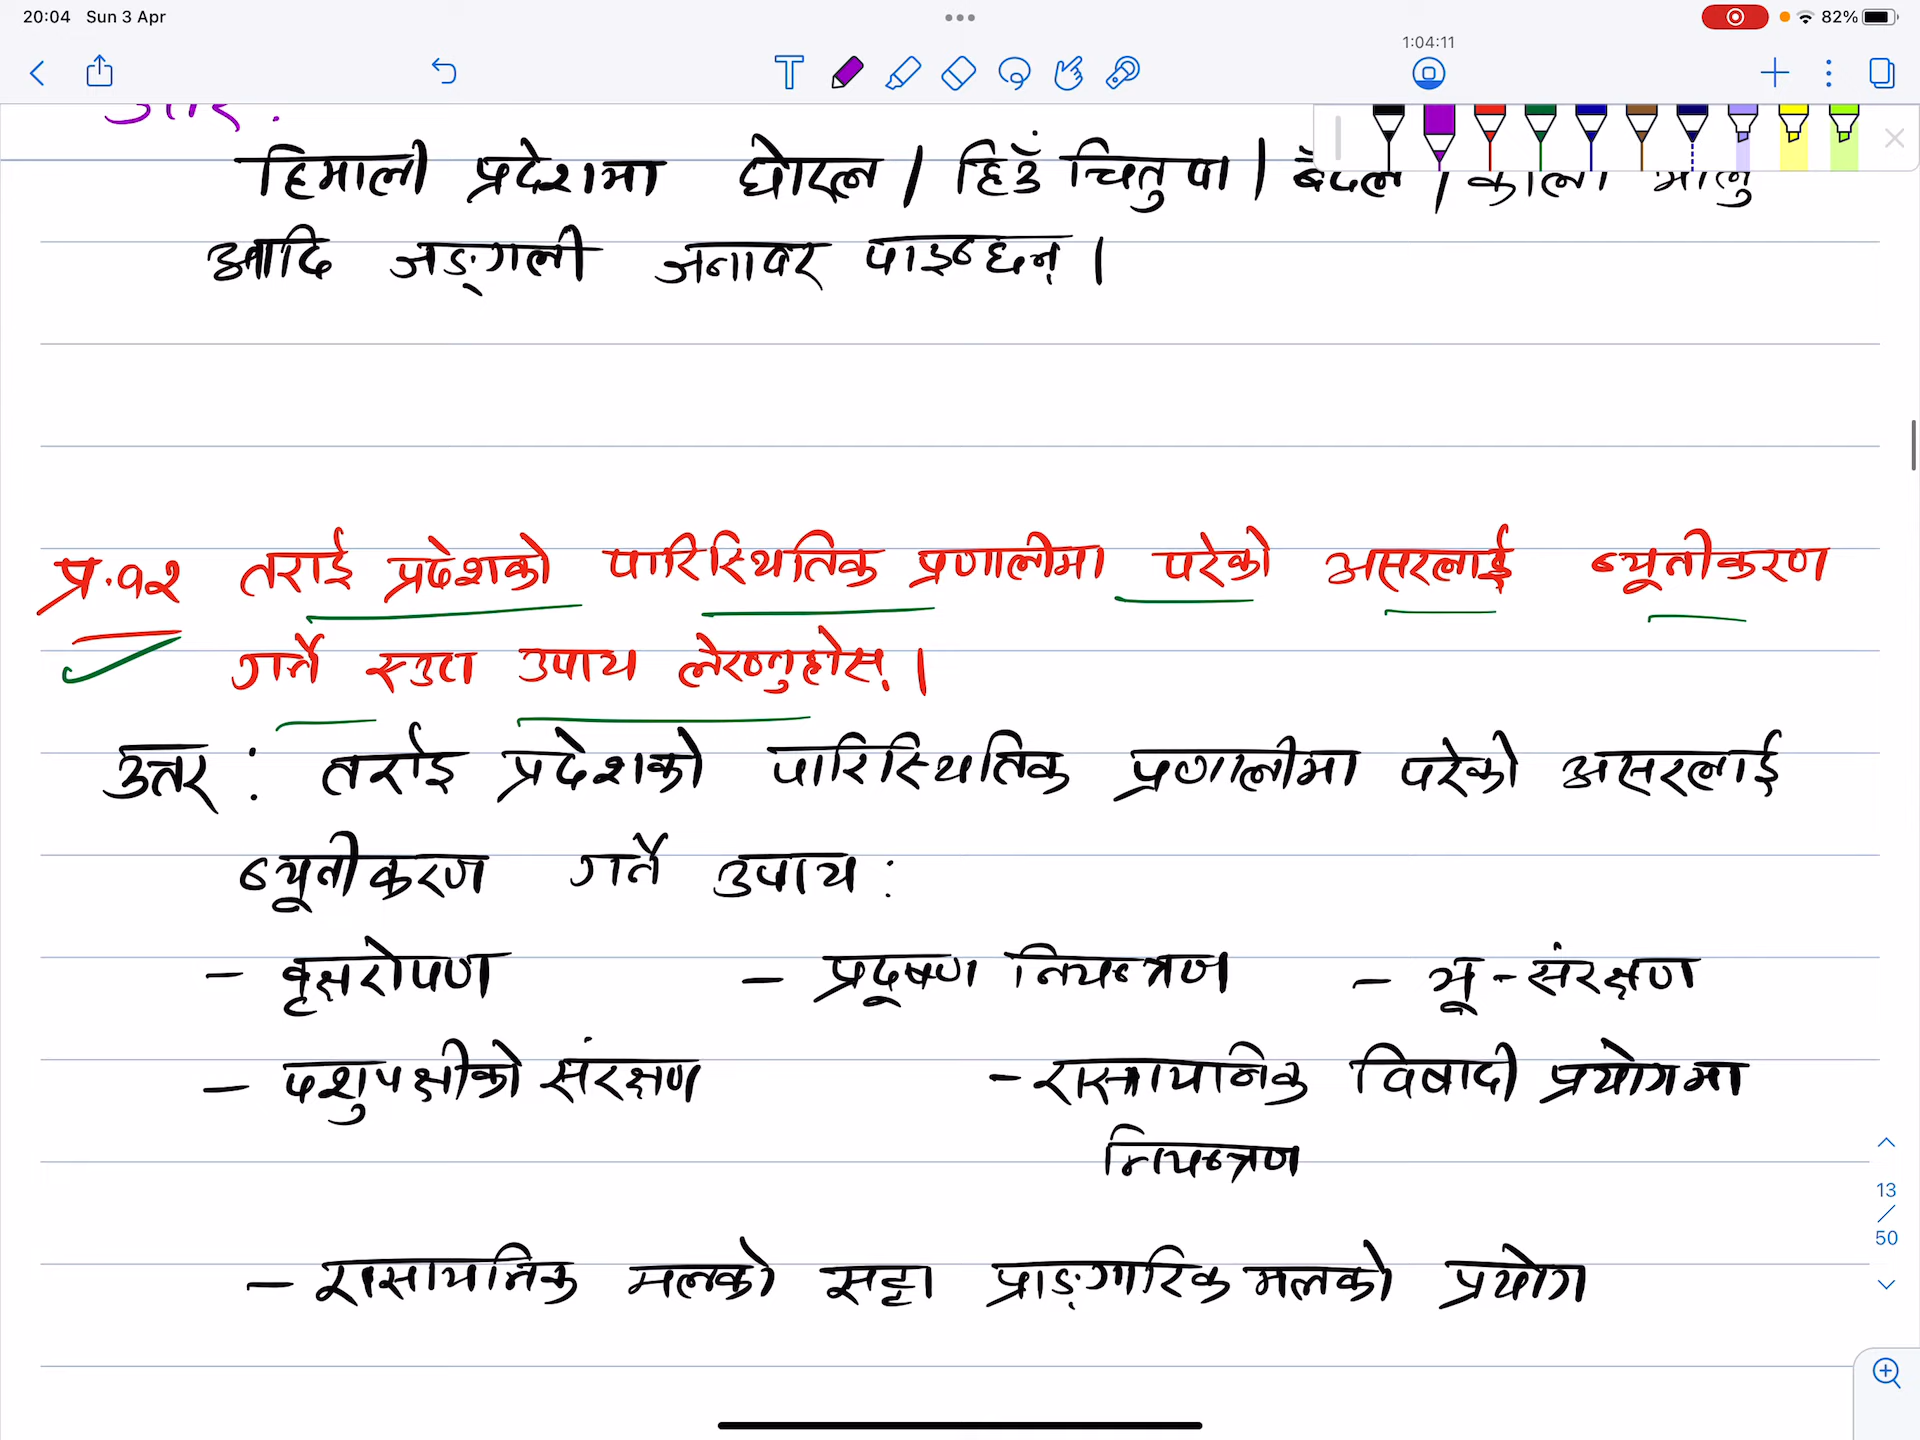 20:04 Sun 3 Apr 82%
1:04:11
उत्तर :
हिमाली प्रदेशमा घोरल / हिउँ चितुवा / / काला भालु
आदि जङ्गली जनावर पाइन्छन् ।
प्र.१२ तराई प्रदेशको पारिस्थितिक प्रणालीमा परेको असरलाई न्यूनीकरण
गर्ने एउटा उपाय लेख्नुहोस् ।
उत्तर : तराई प्रदेशको पारिस्थितिक प्रणालीमा परेको असरलाई
न्यूनीकरण गर्ने उपाय :
- वृक्षरोपण - प्रदूषण नियन्त्रण - भू-संरक्षण
- पशुपक्षीको संरक्षण - रासायनिक विषादी प्रयोगमा
नियन्त्रण
- रासायनिक मलको सट्टा प्राङ्गारिक मलको प्रयोग
13
/
50